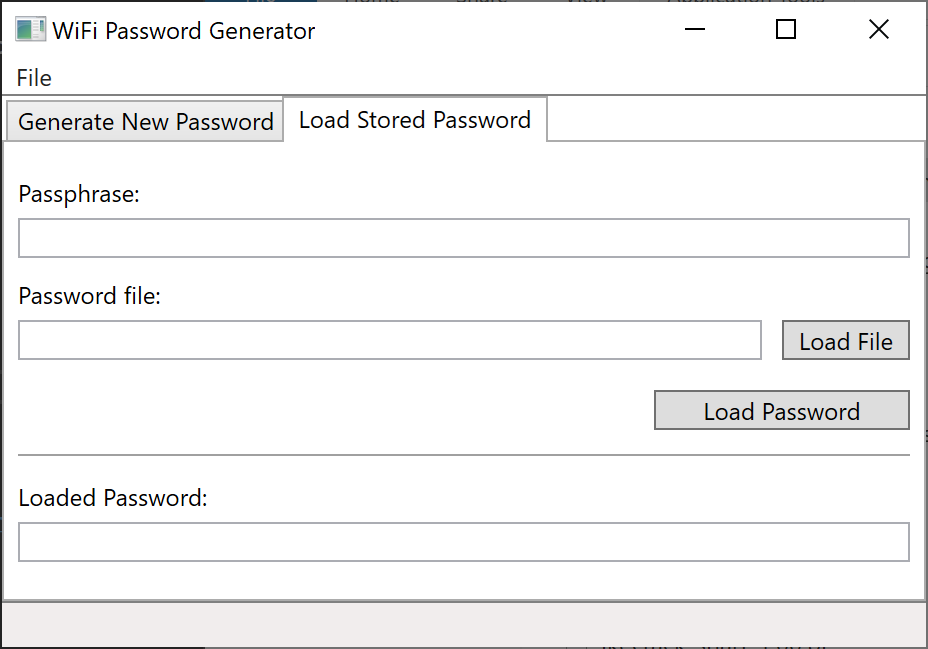 WiFi Password Generator
File
Generate New Password
Load Stored Password
Passphrase:
Password file:
Load File
Load Password
Loaded Password: